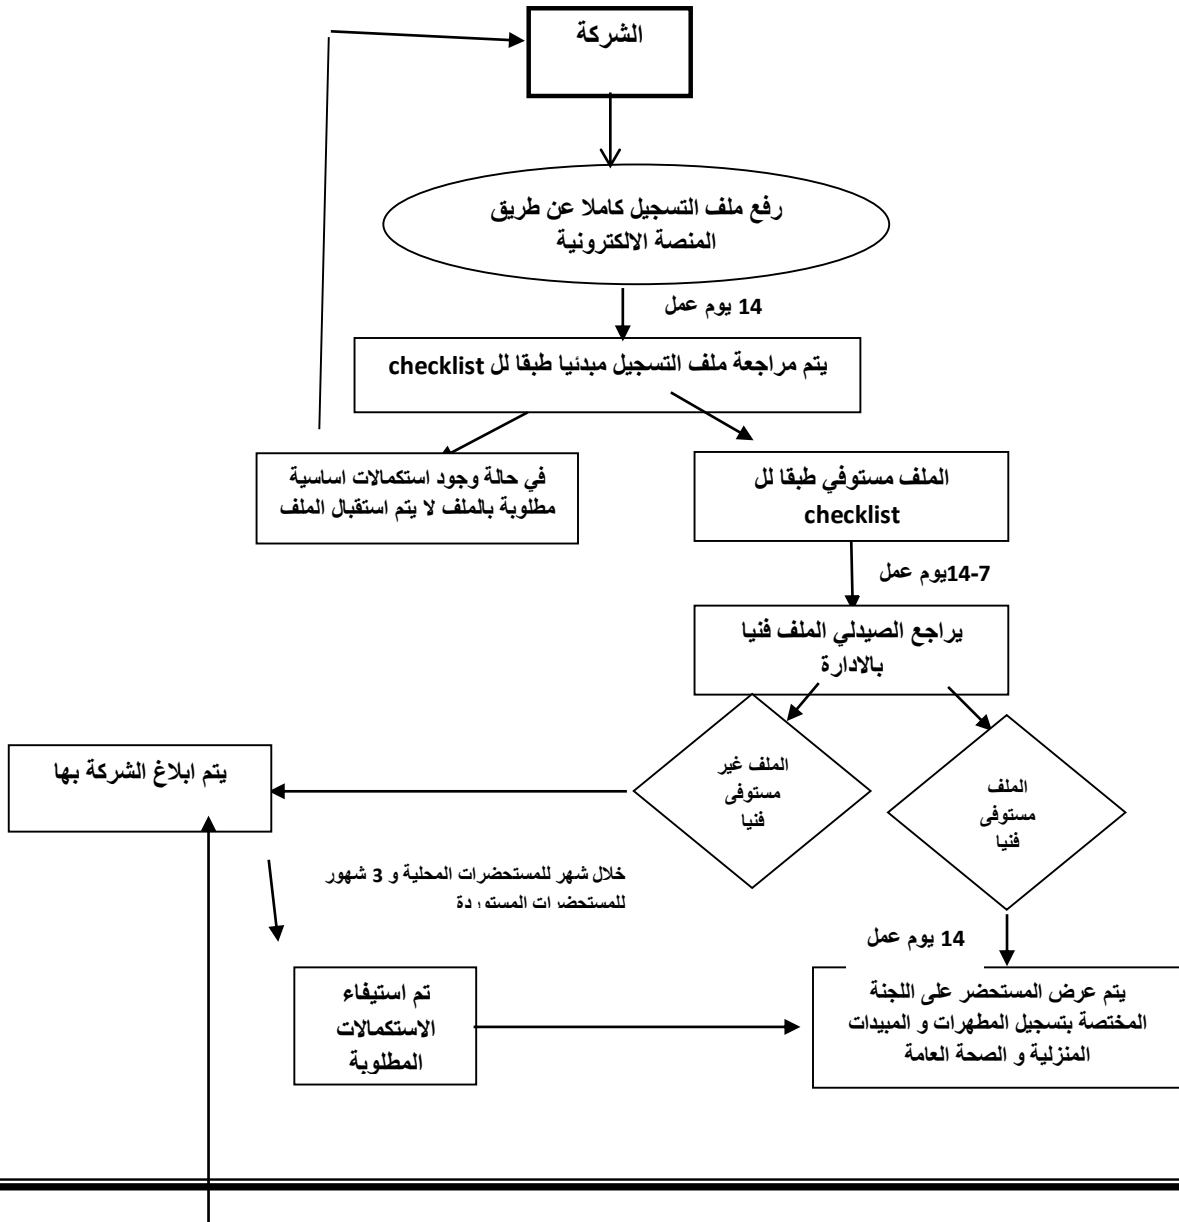 الشركة
رفع ملف التسجيل كاملا عن طريق
المنصة الالكترونية
14 يوم عمل
يتم مراجعة ملف التسجيل مبدئيا طبقا لل checklist
في حالة وجود استكمالات اساسية
مطلوبة بالملف لا يتم استقبال الملف
الملف مستوفي طبقا لل
checklist
14-7يوم عمل
يراجع الصيدلي الملف فنيا
بالادارة
الملف غير
مستوفى
فنيا
الملف
مستوفى
فنيا
يتم ابلاغ الشركة بها
خلال شهر للمستحضرات المحلية و 3 شهور
للمستحضرات المستوردة
14 يوم عمل
تم استيفاء
الاستكمالات
المطلوبة
يتم عرض المستحضر على اللجنة
المختصة بتسجيل المطهرات و المبيدات
المنزلية و الصحة العامة